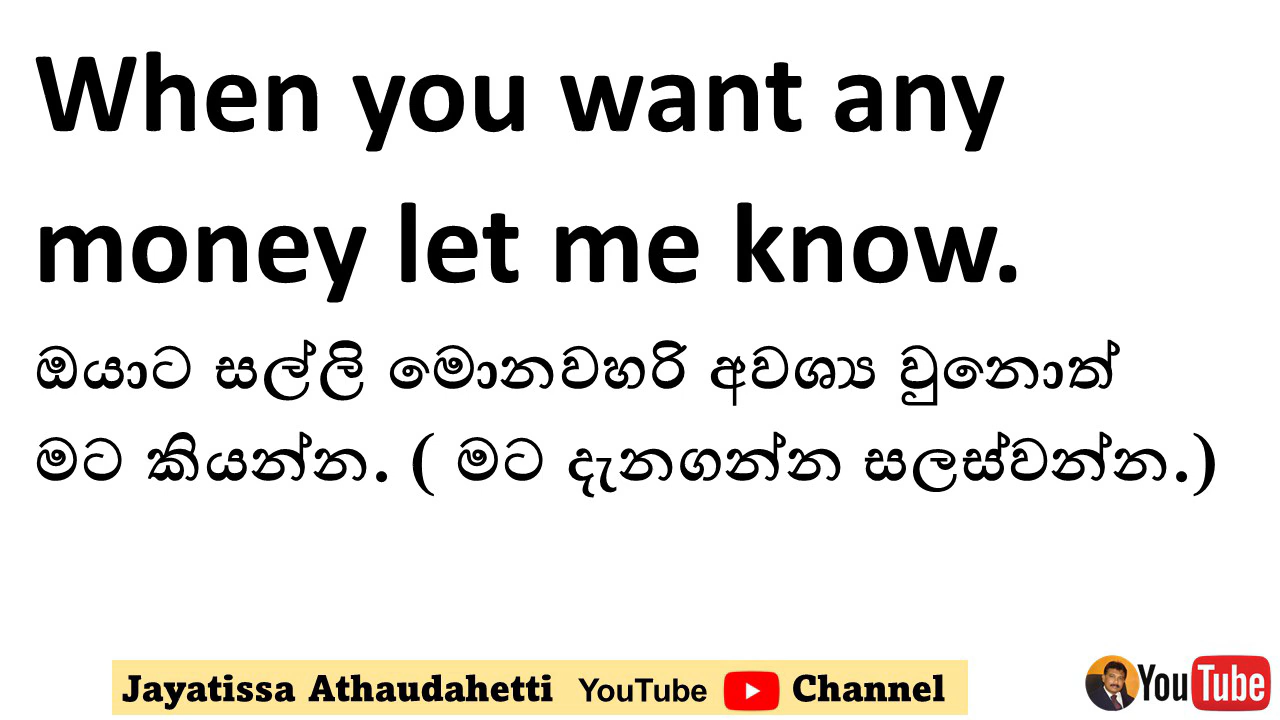 When you want any
money let me know.
ඔයාට සල්ලි මොනවහරි අවශ්‍ය වුනොත්
මට කියන්න. ( මට දැනගන්න සලස්වන්න.)
Jayatissa Athaudahetti YouTube Channel
YouTube